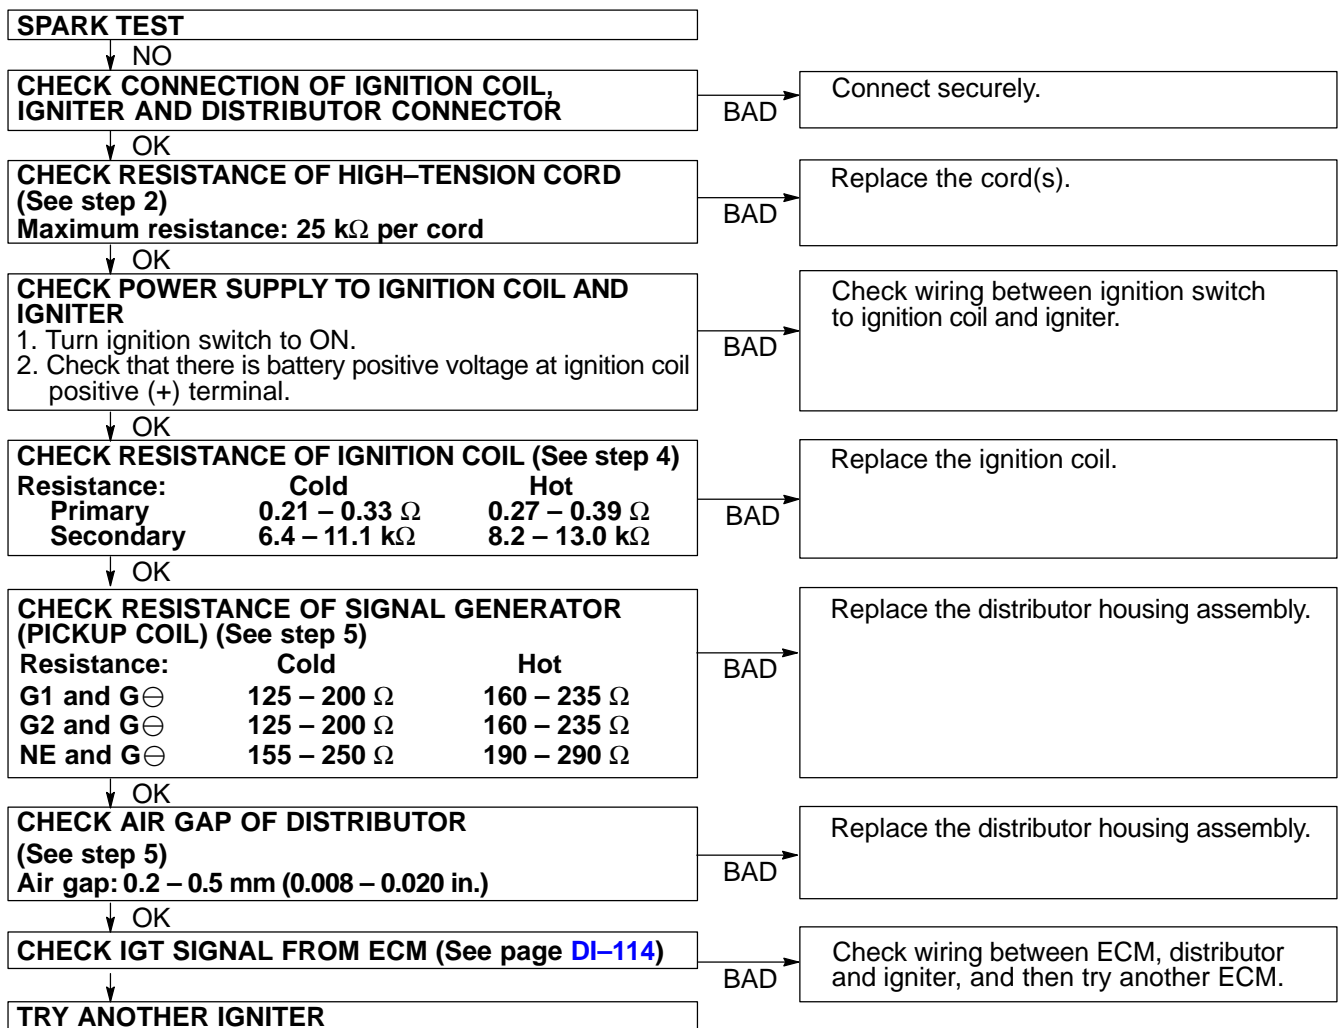 SPARK TEST
NO
CHECK CONNECTION OF IGNITION COIL,
IGNITER AND DISTRIBUTOR CONNECTOR
BAD
Connect securely.
OK
CHECK RESISTANCE OF HIGH–TENSION CORD
(See step 2)
Maximum resistance: 25 kΩ per cord
BAD
Replace the cord(s).
OK
CHECK POWER SUPPLY TO IGNITION COIL AND
IGNITER
1. Turn ignition switch to ON.
2. Check that there is battery positive voltage at ignition coil
positive (+) terminal.
BAD
Check wiring between ignition switch
to ignition coil and igniter.
OK
CHECK RESISTANCE OF IGNITION COIL (See step 4)
Resistance: Cold Hot
Primary 0.21 – 0.33 Ω 0.27 – 0.39 Ω
Secondary 6.4 – 11.1 kΩ 8.2 – 13.0 kΩ
BAD
Replace the ignition coil.
OK
CHECK RESISTANCE OF SIGNAL GENERATOR
(PICKUP COIL) (See step 5)
Resistance: Cold Hot
G1 and G⊖ 125 – 200 Ω 160 – 235 Ω
G2 and G⊖ 125 – 200 Ω 160 – 235 Ω
NE and G⊖ 155 – 250 Ω 190 – 290 Ω
BAD
Replace the distributor housing assembly.
OK
CHECK AIR GAP OF DISTRIBUTOR
(See step 5)
Air gap: 0.2 – 0.5 mm (0.008 – 0.020 in.)
BAD
Replace the distributor housing assembly.
OK
CHECK IGT SIGNAL FROM ECM (See page DI–114)
BAD
Check wiring between ECM, distributor
and igniter, and then try another ECM.
TRY ANOTHER IGNITER